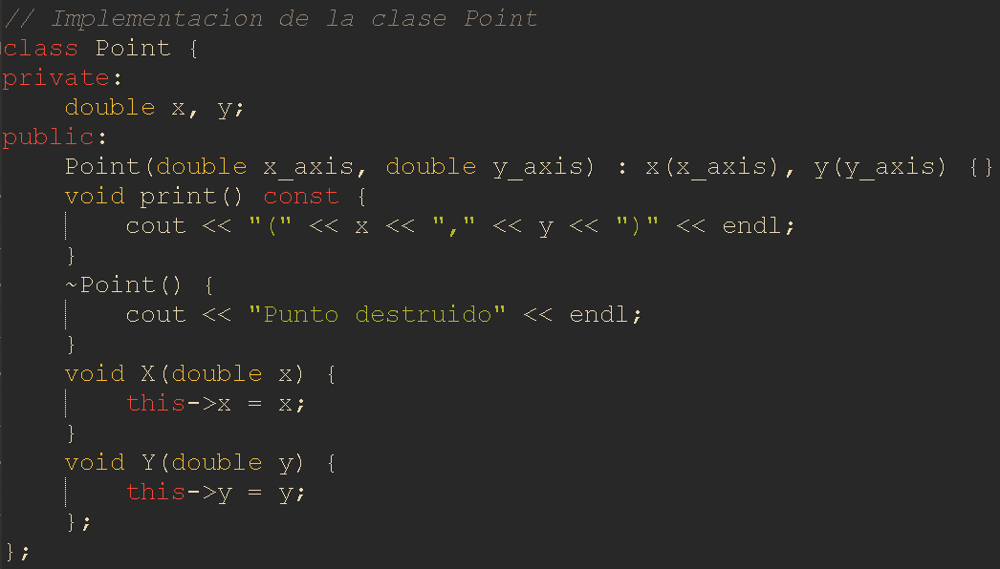 // Implementacion de la clase Point
class Point {
private:
    double x, y;
public:
    Point(double x_axis, double y_axis) : x(x_axis), y(y_axis) {}
    void print() const {
        cout << "(" << x << "," << y << ")" << endl;
    }
    ~Point() {
        cout << "Punto destruido" << endl;
    }
    void X(double x) {
        this->x = x;
    }
    void Y(double y) {
        this->y = y;
    };
};